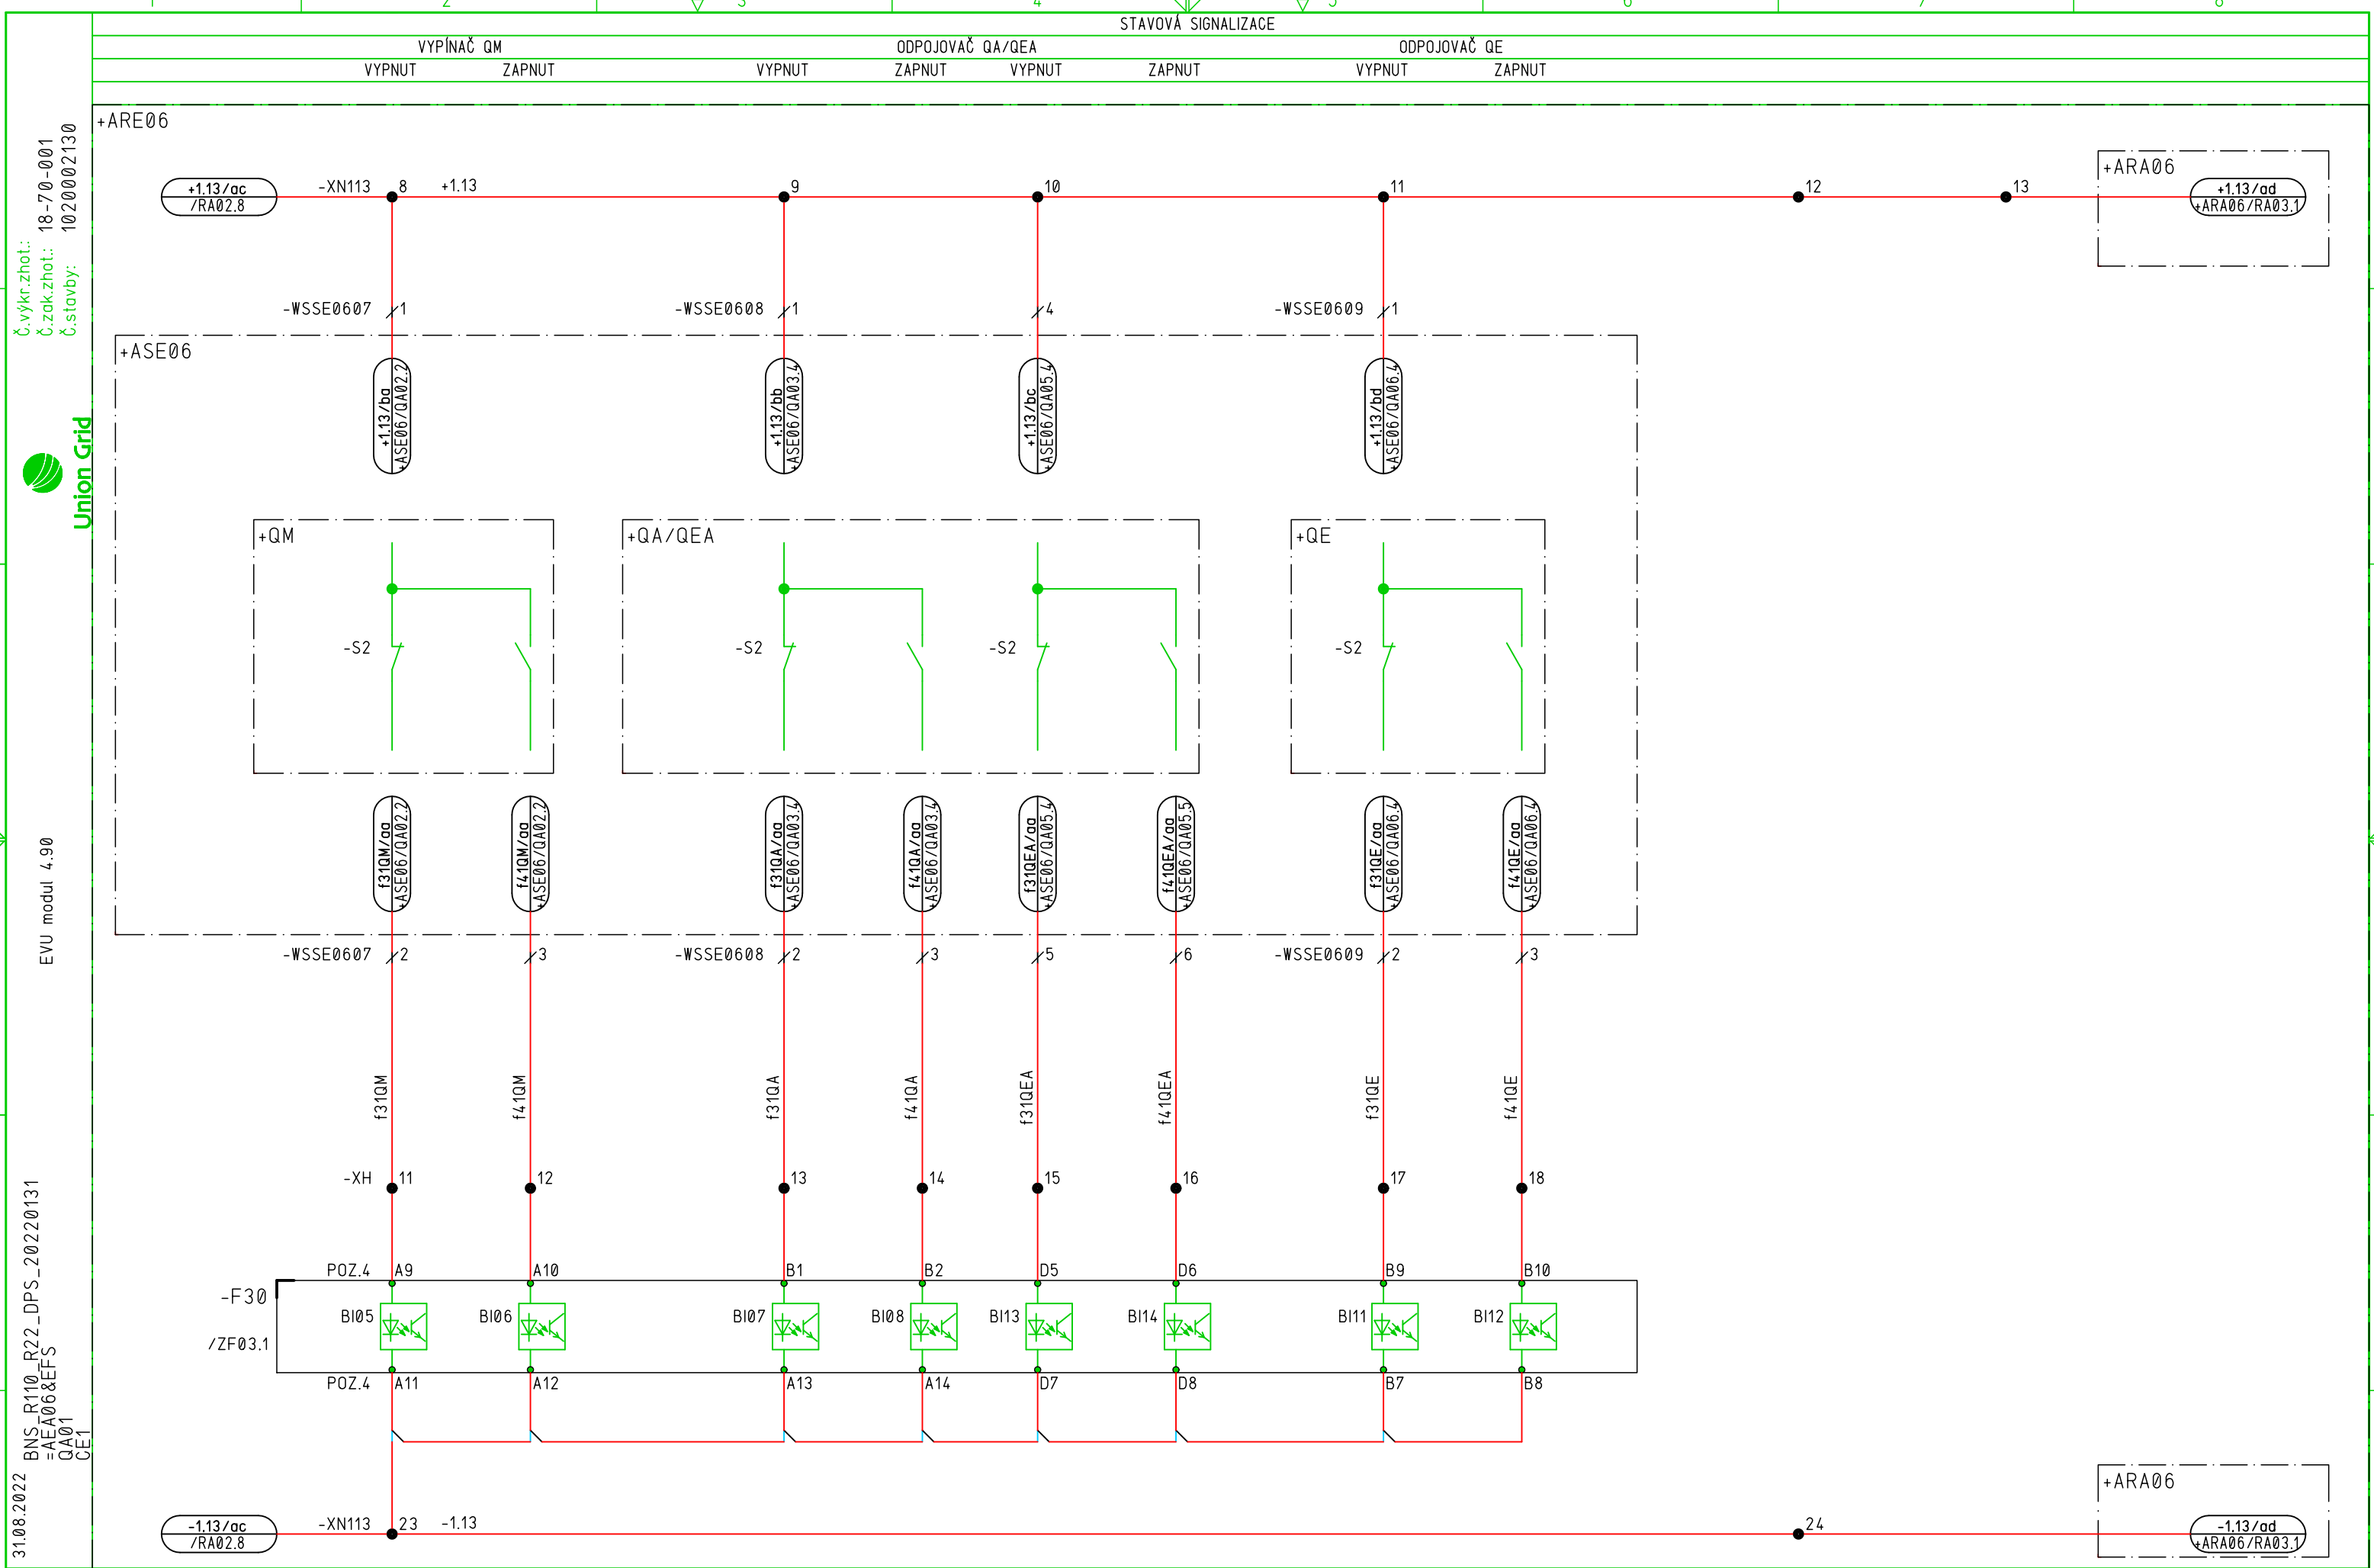 1 2 3 4 5 6 7 8
STAVOVÁ SIGNALIZACE
VYPÍNAČ QM ODPOJOVAČ QA/QEA ODPOJOVAČ QE
VYPNUT ZAPNUT VYPNUT ZAPNUT VYPNUT ZAPNUT VYPNUT ZAPNUT
+ARE06
+ARA06
+1.13/ac
/RA02.8
-XN113 8 +1.13 9 10 11 12 13
+1.13/ad
+ARA06/RA03.1
-WSSE0607 1 -WSSE0608 1 4 -WSSE0609 1
+ASE06
+1.13/ba
+ASE06/QA02.2
+1.13/bb
+ASE06/QA03.4
+1.13/bc
+ASE06/QA05.4
+1.13/bd
+ASE06/QA06.4
+QM +QA/QEA +QE
-S2 -S2 -S2 -S2
f31QM/aa
+ASE06/QA02.2
f41QM/aa
+ASE06/QA02.2
f31QA/aa
+ASE06/QA03.4
f41QA/aa
+ASE06/QA03.4
f31QEA/aa
+ASE06/QA05.4
f41QEA/aa
+ASE06/QA05.5
f31QE/aa
+ASE06/QA06.4
f41QE/aa
+ASE06/QA06.4
-WSSE0607 2 3 -WSSE0608 2 3 5 6 -WSSE0609 2 3
f31QM f41QM f31QA f41QA f31QEA f41QEA f31QE f41QE
-XH 11 12 13 14 15 16 17 18
POZ.4 A9 A10 B1 B2 D5 D6 B9 B10
-F30
BI05 BI06 BI07 BI08 BI13 BI14 BI11 BI12
/ZF03.1
POZ.4 A11 A12 A13 A14 D7 D8 B7 B8
+ARA06
-1.13/ac
/RA02.8
-XN113 23 -1.13 24
-1.13/ad
+ARA06/RA03.1
Č.výkr.zhot.:
Č.zak.zhot.: 18-70-001
Č.stavby: 1020002130
Union Grid
EVU modul 4.90
31.08.2022
BNS_R110_R22_DPS_20220131
=AEA06&EFS
QA01
CE1